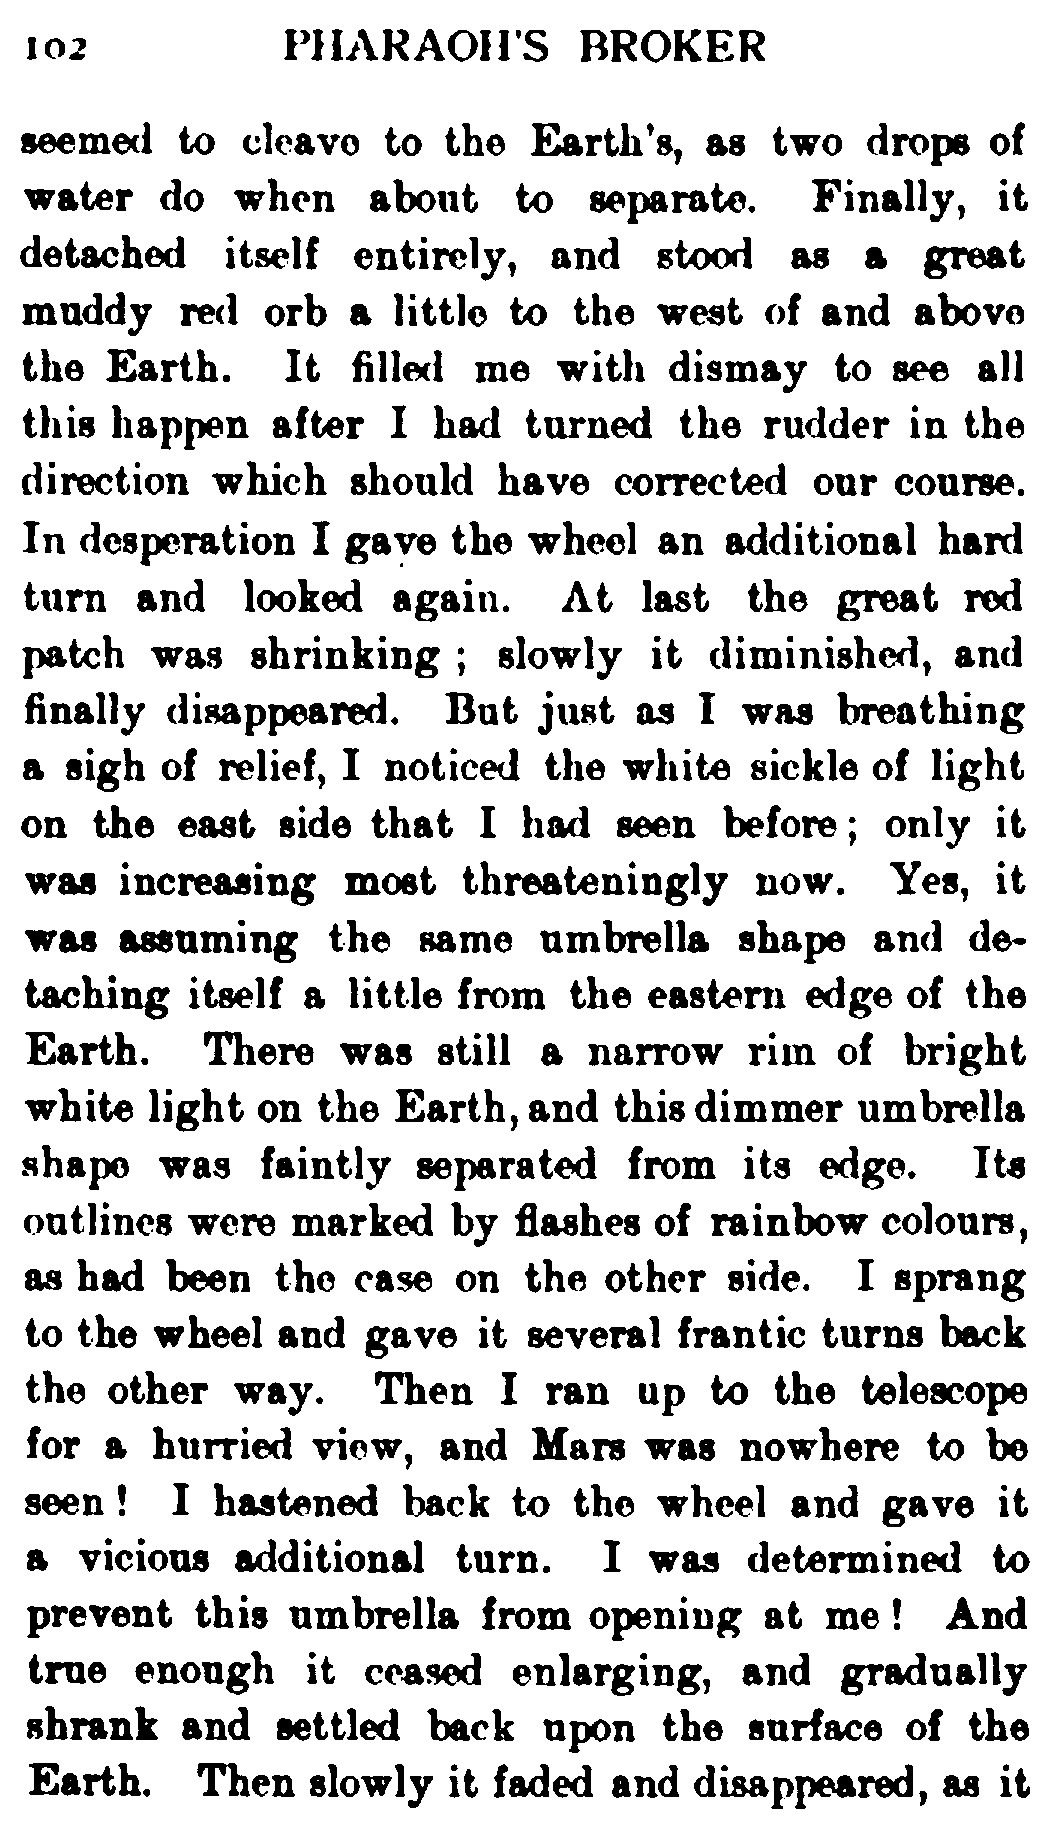 102 PHARAOH'S BROKER
seemed to cleave to the Earth's, as two drops of
water do when about to separate. Finally, it
detached itself entirely, and stood as a great
muddy red orb a little to the west of and above
the Earth. It filled me with dismay to see all
this happen after I had turned the rudder in the
direction which should have corrected our course.
In desperation I gave the wheel an additional hard
turn and looked again. At last the great red
patch was shrinking ; slowly it diminished, and
finally disappeared. But just as I was breathing
a sigh of relief, I noticed the white sickle of light
on the east side that I had seen before ; only it
was increasing most threateningly now. Yes, it
was assuming the same umbrella shape and de-
taching itself a little from the eastern edge of the
Earth. There was still a narrow rim of bright
white light on the Earth, and this dimmer umbrella
shape was faintly separated from its edge. Its
outlines were marked by flashes of rainbow colours,
as had been the case on the other side. I sprang
to the wheel and gave it several frantic turns back
the other way. Then I ran up to the telescope
for a hurried view, and Mars was nowhere to be
seen ! I hastened back to the wheel and gave it
a vicious additional turn. I was determined to
prevent this umbrella from opening at me ! And
true enough it ceased enlarging, and gradually
shrank and settled back upon the surface of the
Earth. Then slowly it faded and disappeared, as it